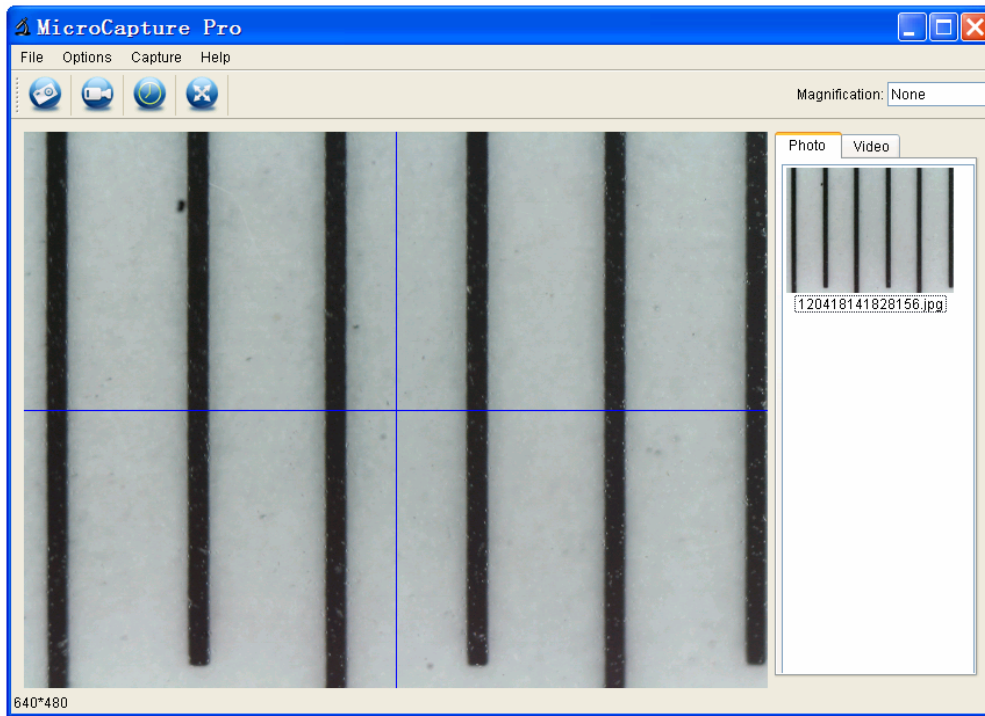 MicroCapture Pro
File Options Capture Help
Magnification: None
Photo Video
120418141828156.jpg
640*480